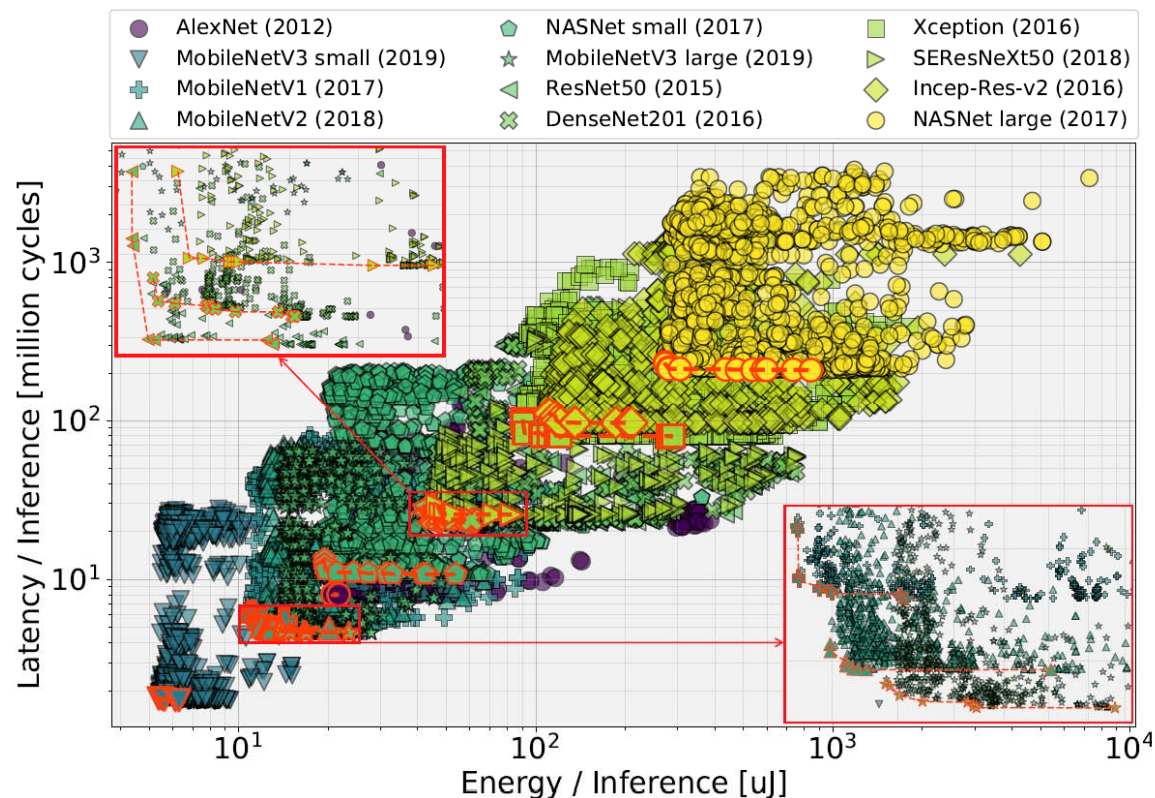 AlexNet (2012)
MobileNetV3 small (2019)
MobileNetV1 (2017)
MobileNetV2 (2018)
NASNet small (2017)
MobileNetV3 large (2019)
ResNet50 (2015)
DenseNet201 (2016)
Xception (2016)
SEResNeXt50 (2018)
Incep-Res-v2 (2016)
NASNet large (2017)
Latency / Inference [million cycles]
10³
10²
10¹
10¹
10²
10³
10⁴
Energy / Inference [uJ]